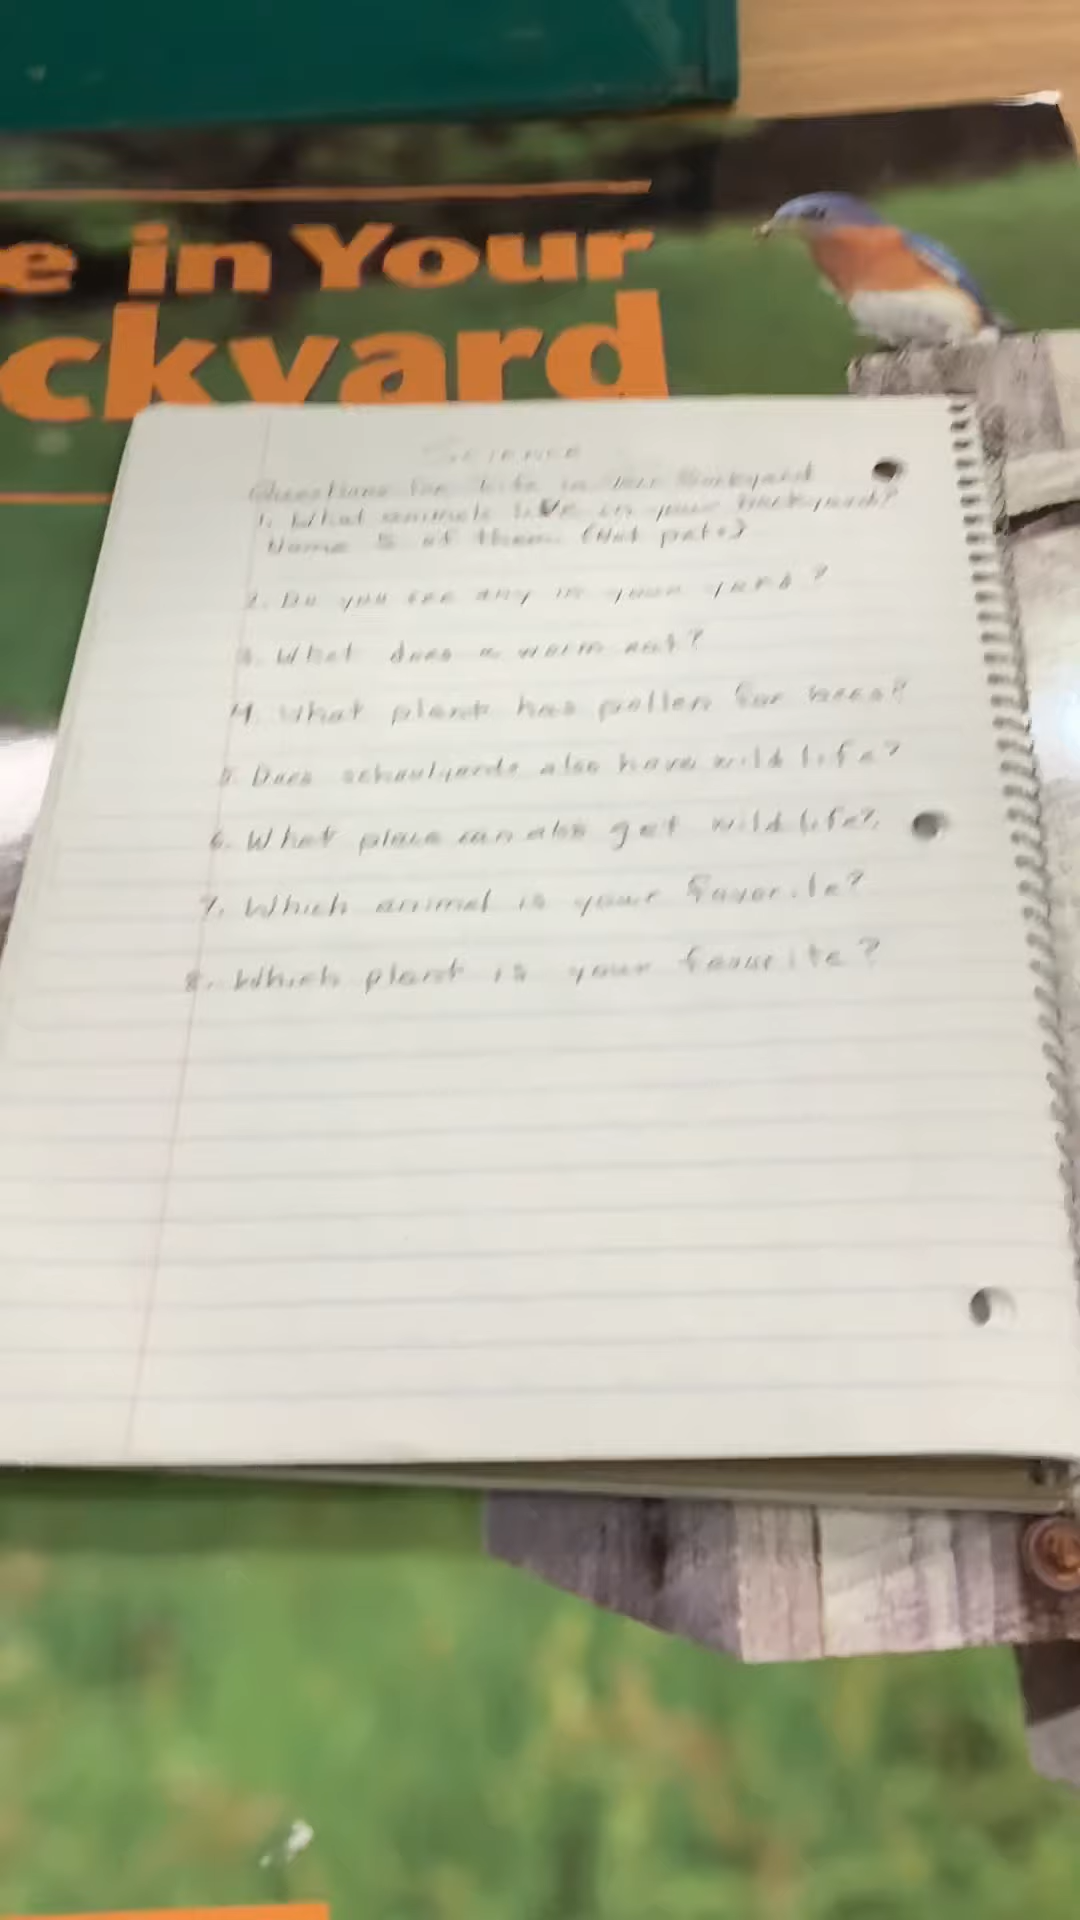 e in Your
ckyard
Science
Questions for Life in Your Backyard
1. What animals live in your backyard?
Name 5 of them (Not pets)
2. Do you see any in your yard?
3. What does a worm eat?
4. What plant has pollen for bees?
5. Does schoolyards also have wild life?
6. What place can also get wild life?
7. Which animal is your favorite?
8. Which plant is your favorite?